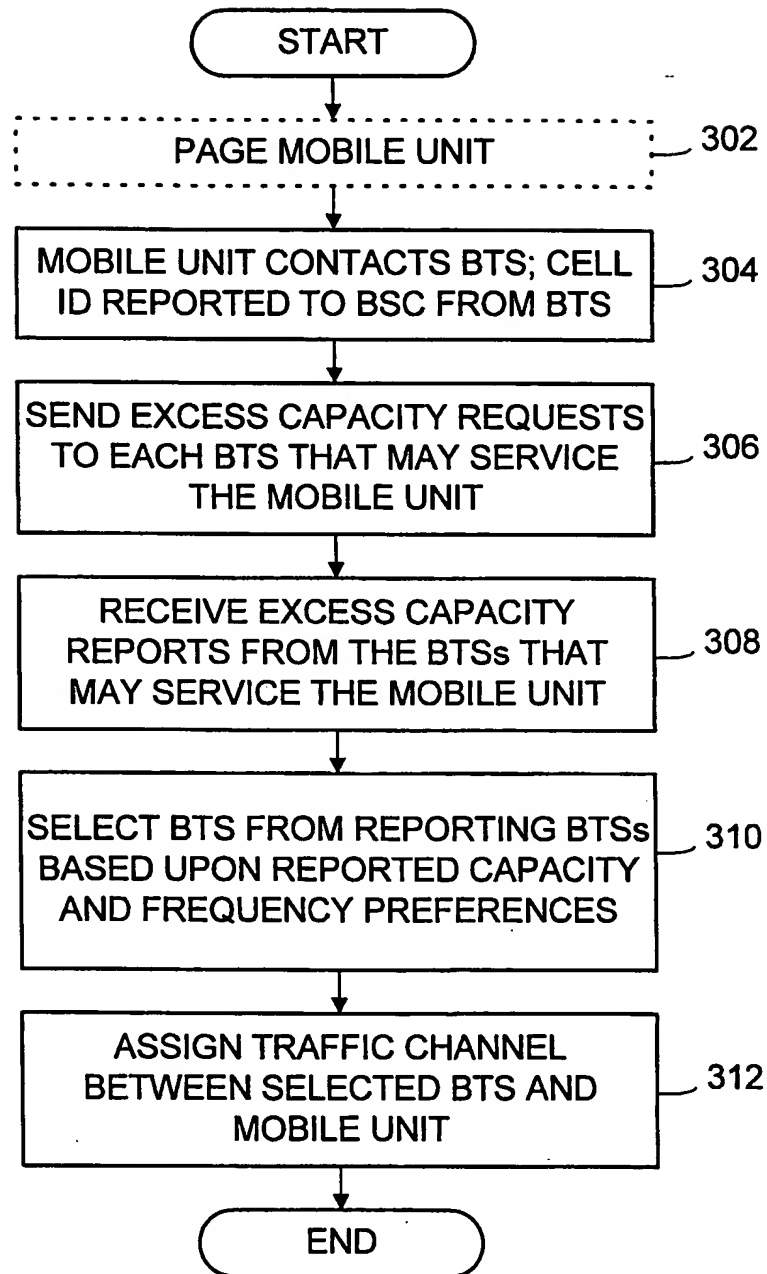 START
PAGE MOBILE UNIT
302
MOBILE UNIT CONTACTS BTS; CELL
ID REPORTED TO BSC FROM BTS
304
SEND EXCESS CAPACITY REQUESTS
TO EACH BTS THAT MAY SERVICE
THE MOBILE UNIT
306
RECEIVE EXCESS CAPACITY
REPORTS FROM THE BTSs THAT
MAY SERVICE THE MOBILE UNIT
308
SELECT BTS FROM REPORTING BTSs
BASED UPON REPORTED CAPACITY
AND FREQUENCY PREFERENCES
310
ASSIGN TRAFFIC CHANNEL
BETWEEN SELECTED BTS AND
MOBILE UNIT
312
END